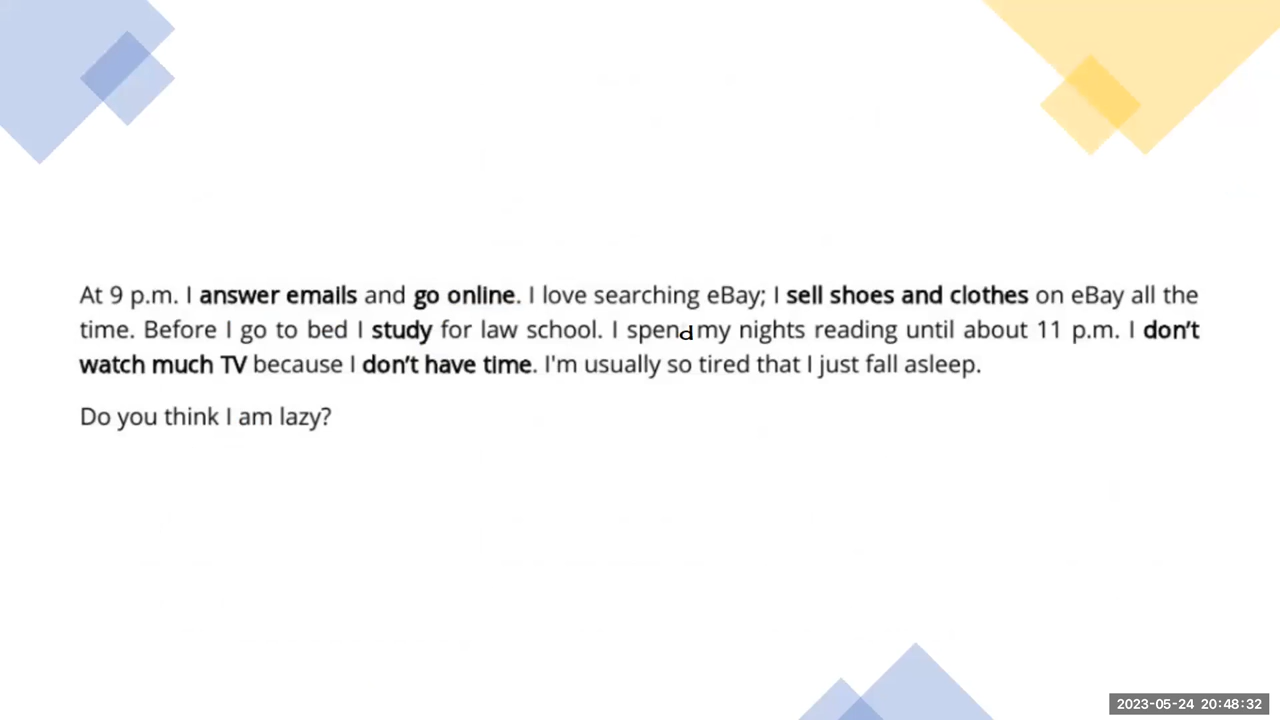 At 9 p.m. I answer emails and go online. I love searching eBay; I sell shoes and clothes on eBay all the
time. Before I go to bed I study for law school. I spend my nights reading until about 11 p.m. I don't
watch much TV because I don't have time. I'm usually so tired that I just fall asleep.
Do you think I am lazy?
2023-05-24 20:48:32